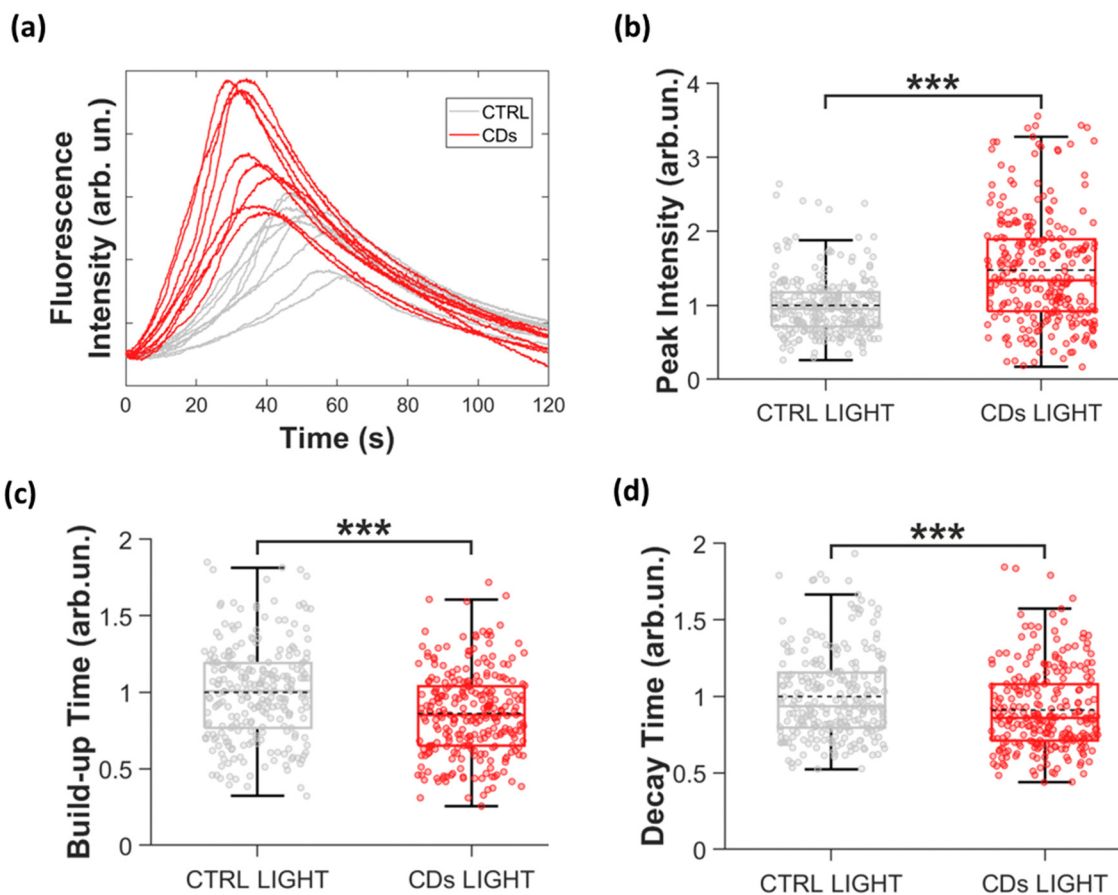 (a)
Fluorescence
Intensity (arb. un.)
CTRL
CDs
0 20 40 60 80 100 120
Time (s)
(b)
Peak Intensity (arb.un.)
4
3
2
1
0
***
CTRL LIGHT CDs LIGHT
(c)
Build-up Time (arb.un.)
2
1.5
1
0.5
0
***
CTRL LIGHT CDs LIGHT
(d)
Decay Time (arb.un.)
2
1.5
1
0.5
0
***
CTRL LIGHT CDs LIGHT